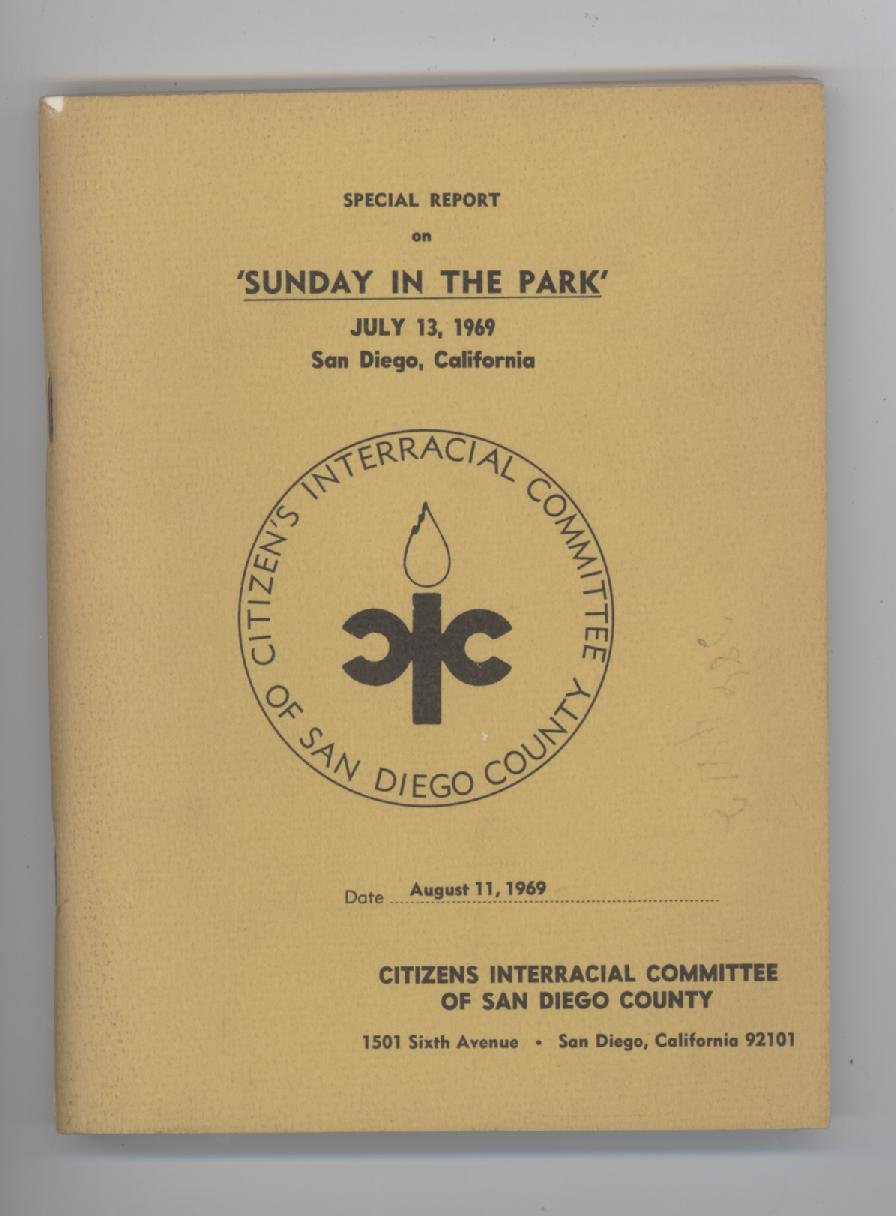 SPECIAL REPORT
on
'SUNDAY IN THE PARK'
JULY 13, 1969
San Diego, California
CITIZEN'S INTERRACIAL COMMITTEE
OF SAN DIEGO COUNTY
cic
Date August 11, 1969
CITIZENS INTERRACIAL COMMITTEE
OF SAN DIEGO COUNTY
1501 Sixth Avenue • San Diego, California 92101